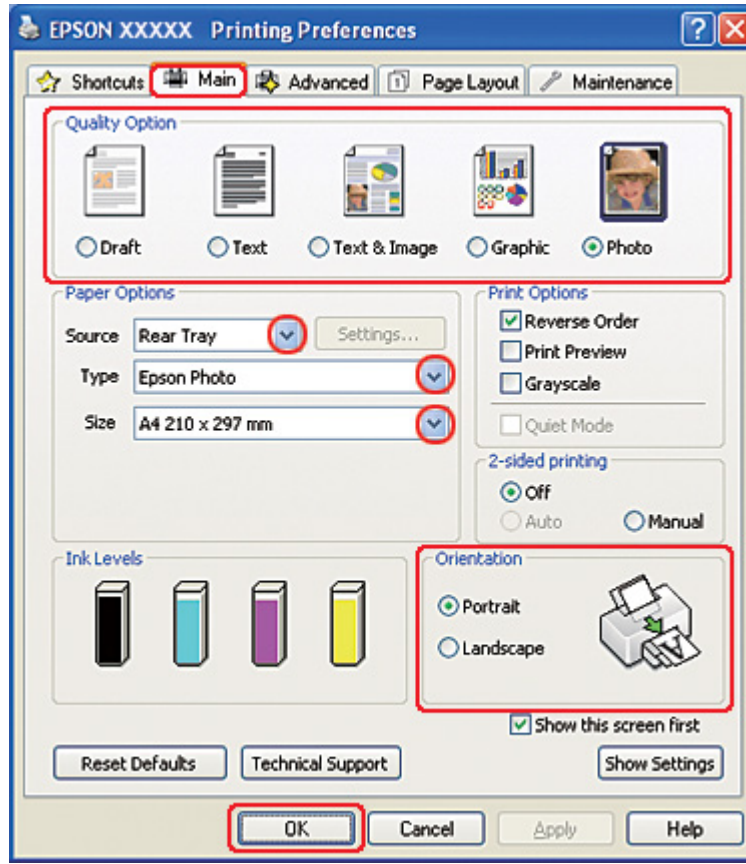 EPSON XXXXX Printing Preferences
Shortcuts Main Advanced Page Layout Maintenance
Quality Option
Draft Text Text & Image Graphic Photo
Paper Options
Source Rear Tray Settings...
Type Epson Photo
Size A4 210 x 297 mm
Print Options
Reverse Order
Print Preview
Grayscale
Quiet Mode
2-sided printing
Off
Auto Manual
Ink Levels
Orientation
Portrait
Landscape
Show this screen first
Reset Defaults Technical Support Show Settings
OK Cancel Apply Help